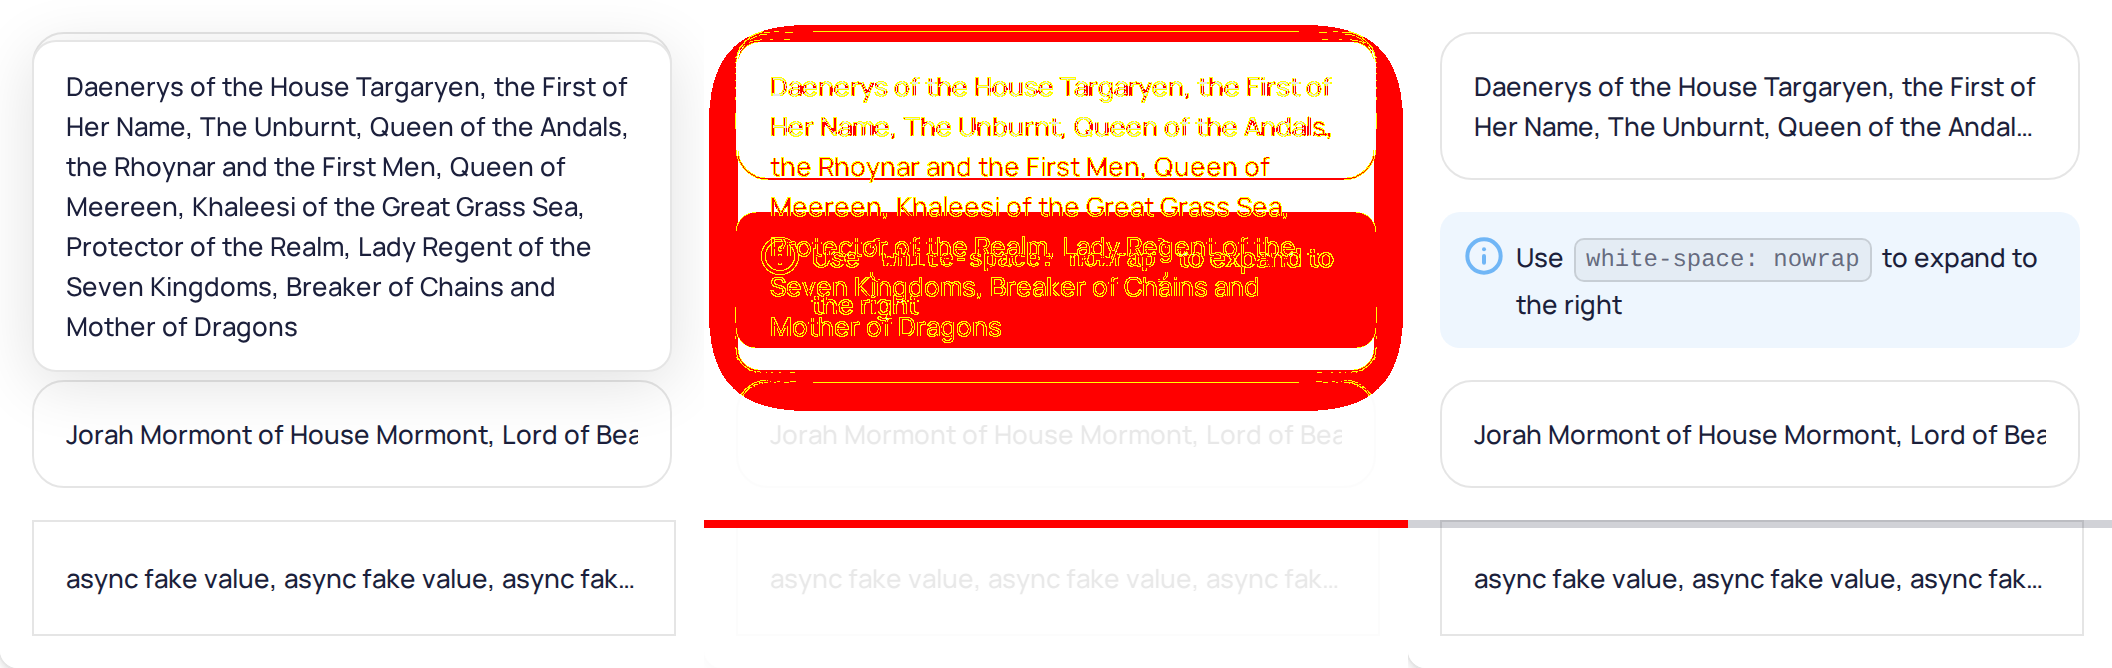 Daenerys of the House Targaryen, the First of
Her Name, The Unburnt, Queen of the Andals,
the Rhoynar and the First Men, Queen of
Meereen, Khaleesi of the Great Grass Sea,
Protector of the Realm, Lady Regent of the
Seven Kingdoms, Breaker of Chains and
Mother of Dragons
Jorah Mormont of House Mormont, Lord of Bea
async fake value, async fake value, async fak...
Daenerys of the House Targaryen, the First of
Her Name, The Unburnt, Queen of the Andals,
the Rhoynar and the First Men, Queen of
Meereen, Khaleesi of the Great Grass Sea,
Protector of the Realm, Lady Regent of the
Use white-space: nowrap to expand to
Seven Kingdoms, Breaker of Chains and
the right
Mother of Dragons
Jorah Mormont of House Mormont, Lord of Bea
async fake value, async fake value, async fak...
Daenerys of the House Targaryen, the First of
Her Name, The Unburnt, Queen of the Andal...
Use white-space: nowrap to expand to
the right
Jorah Mormont of House Mormont, Lord of Bea
async fake value, async fake value, async fak...